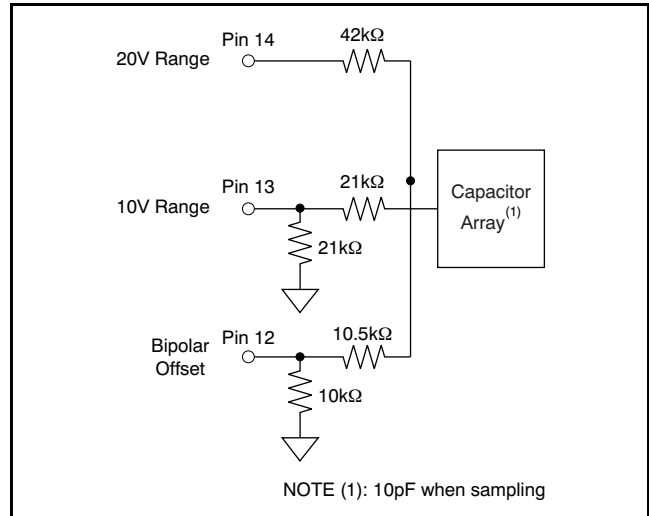 42kΩ
Pin 14
20V Range
Pin 13
21kΩ
10V Range
Capacitor
Array(1)
21kΩ
Pin 12
10.5kΩ
Bipolar
Offset
10kΩ
NOTE (1): 10pF when sampling